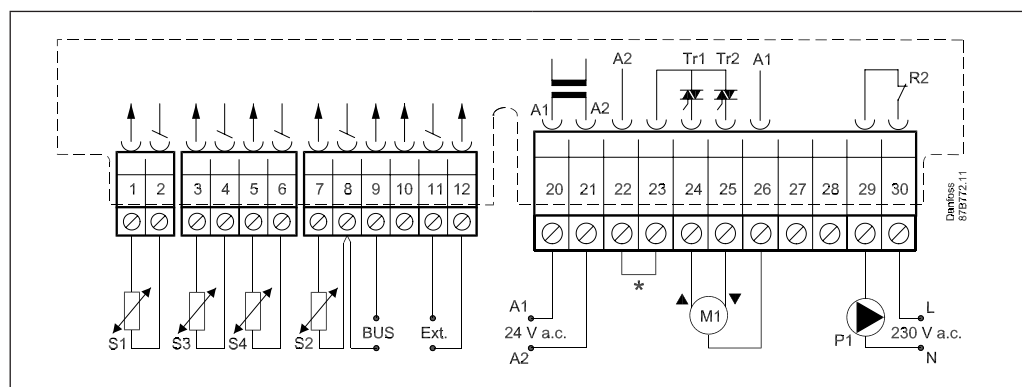 A2 Tr1 Tr2 A1
R2
A1 A2
1 2 3 4 5 6 7 8 9 10 11 12
20 21 22 23 24 25 26 27 28 29 30
Danfoss
87B772.11
*
A1
24 V a.c.
A2
M1
S1 S3 S4 S2 BUS Ext.
P1
L
230 V a.c.
N